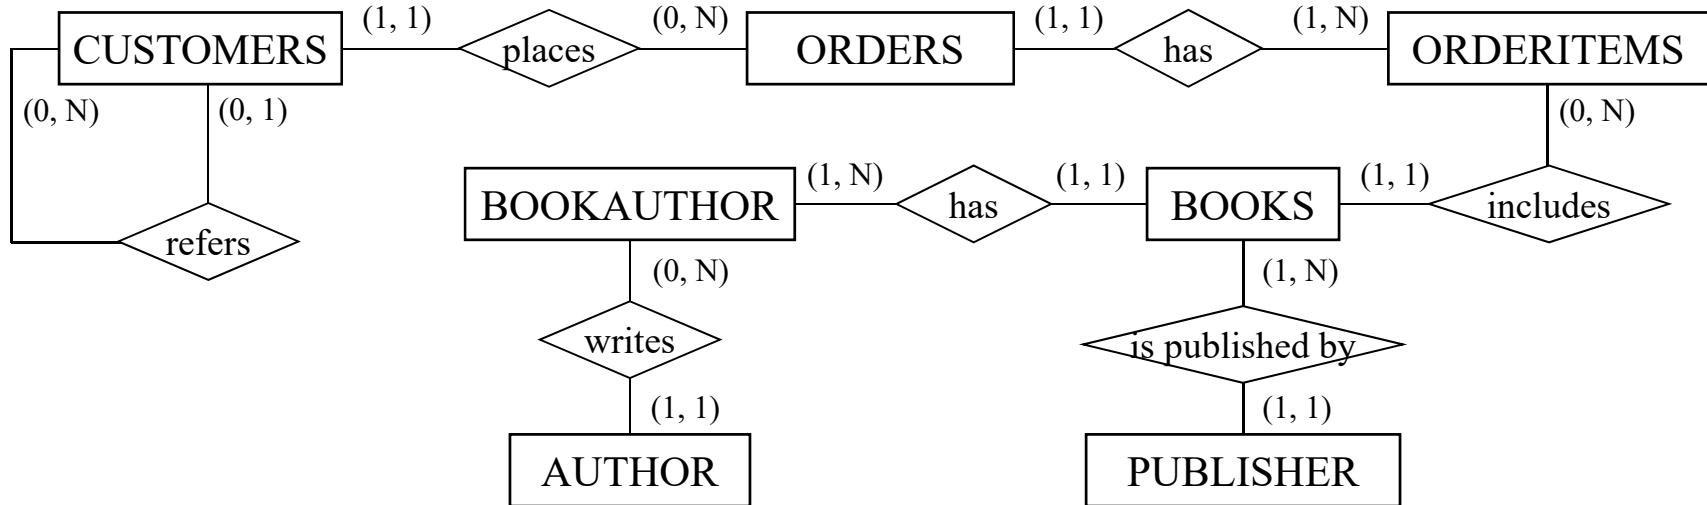 CUSTOMERS (1, 1) places (0, N) ORDERS (1, 1) has (1, N) ORDERITEMS
(0, N) (0, 1) (0, N)
BOOKAUTHOR (1, N) has (1, 1) BOOKS (1, 1) includes
refers
(0, N) (1, N)
writes is published by
(1, 1) (1, 1)
AUTHOR PUBLISHER